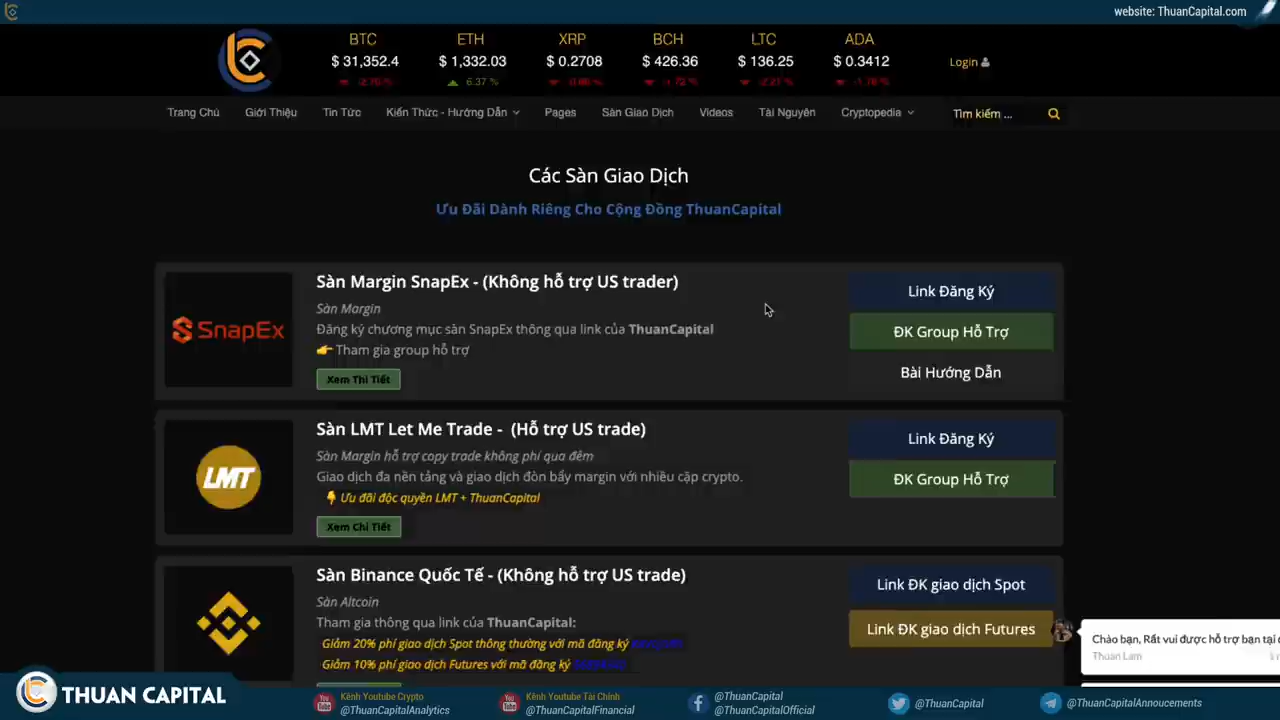 website: ThuanCapital.com
BTC ETH XRP BCH LTC ADA
$ 31,352.4 $ 1,332.03 $ 0.2708 $ 426.36 $ 136.25 $ 0.3412
6.37 %
Login
Trang Chủ Giới Thiệu Tin Tức Kiến Thức - Hướng Dẫn Pages Sàn Giao Dịch Videos Tài Nguyên Cryptopedia Tìm kiếm ...
Các Sàn Giao Dịch
Ưu Đãi Dành Riêng Cho Cộng Đồng ThuanCapital
SnapEx
Sàn Margin SnapEx - (Không hỗ trợ US trader)
Sàn Margin
Đăng ký chương mục sàn SnapEx thông qua link của ThuanCapital
👉 Tham gia group hỗ trợ
Xem Thi Tiết
Link Đăng Ký
ĐK Group Hỗ Trợ
Bài Hướng Dẫn
LMT
Sàn LMT Let Me Trade - (Hỗ trợ US trade)
Sàn Margin hỗ trợ copy trade không phí qua đêm
Giao dịch đa nền tảng và giao dịch đòn bẩy margin với nhiều cặp crypto.
👇 Ưu đãi độc quyền LMT + ThuanCapital
Xem Chi Tiết
Link Đăng Ký
ĐK Group Hỗ Trợ
Sàn Binance Quốc Tế - (Không hỗ trợ US trade)
Sàn Altcoin
Tham gia thông qua link của ThuanCapital:
Giảm 20% phí giao dịch Spot thông thường với mã đăng ký
Giảm 10% phí giao dịch Futures với mã đăng ký
Link ĐK giao dịch Spot
Link ĐK giao dịch Futures
Chào bạn, Rất vui được hỗ trợ bạn tại
Thuan Lam
THUAN CAPITAL
Kênh Youtube Crypto
@ThuanCapitalAnalytics
Kênh Youtube Tài Chính
@ThuanCapitalFinancial
@ThuanCapital
@ThuanCapitalOfficial
@ThuanCapital
@ThuanCapitalAnnoucements